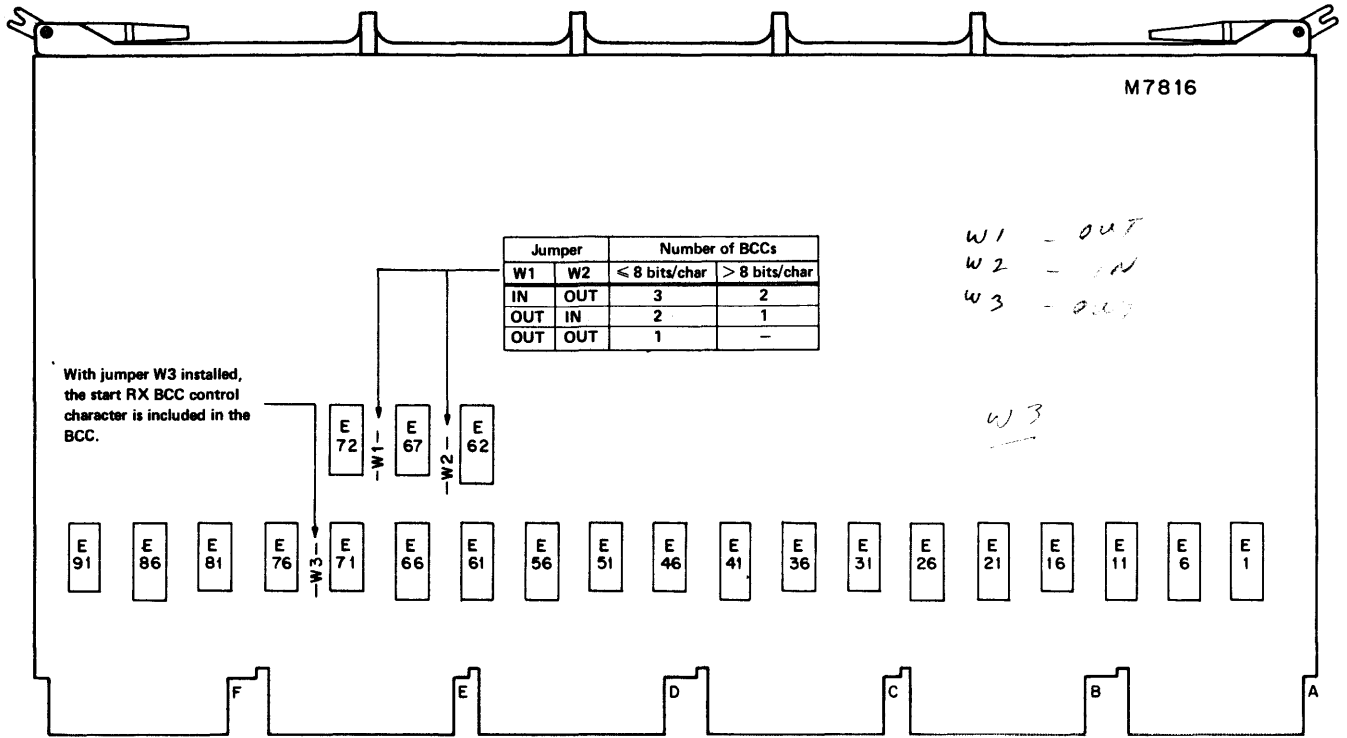 M7816
Jumper Number of BCCs
W1 W2 ≤ 8 bits/char > 8 bits/char
IN OUT 3 2
OUT IN 2 1
OUT OUT 1 –
W1 - OUT
W2 - IN
W3 - OUT
With jumper W3 installed,
the start RX BCC control
character is included in the
BCC.
W3
E 72
-W1-
E 67
-W2-
E 62
E 91
E 86
E 81
E 76
-W3-
E 71
E 66
E 61
E 56
E 51
E 46
E 41
E 36
E 31
E 26
E 21
E 16
E 11
E 6
E 1
F E D C B A